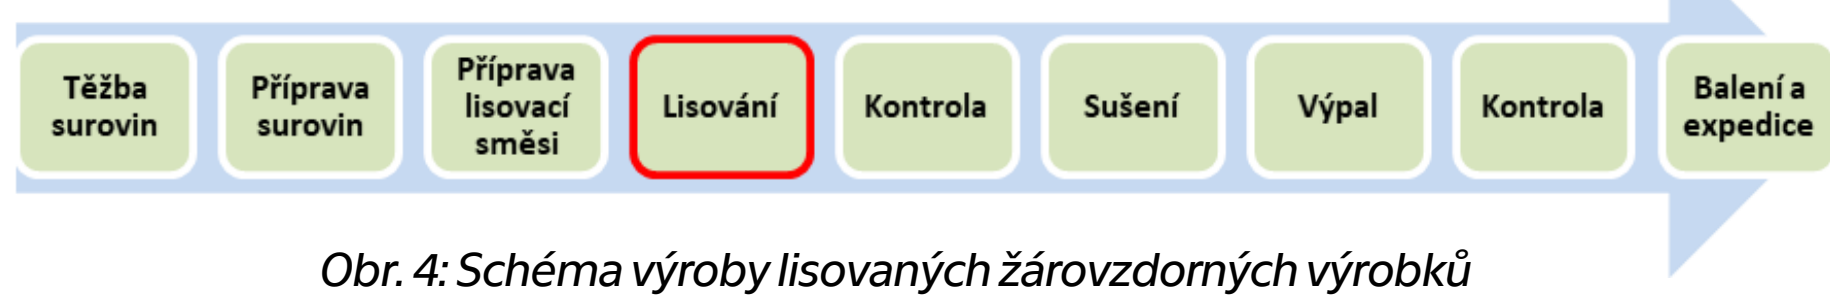 Těžba
surovin
Příprava
surovin
Příprava
lisovací
směsi
Lisování
Kontrola
Sušení
Výpal
Kontrola
Balení a
expedice
Obr. 4: Schéma výroby lisovaných žárovzdorných výrobků